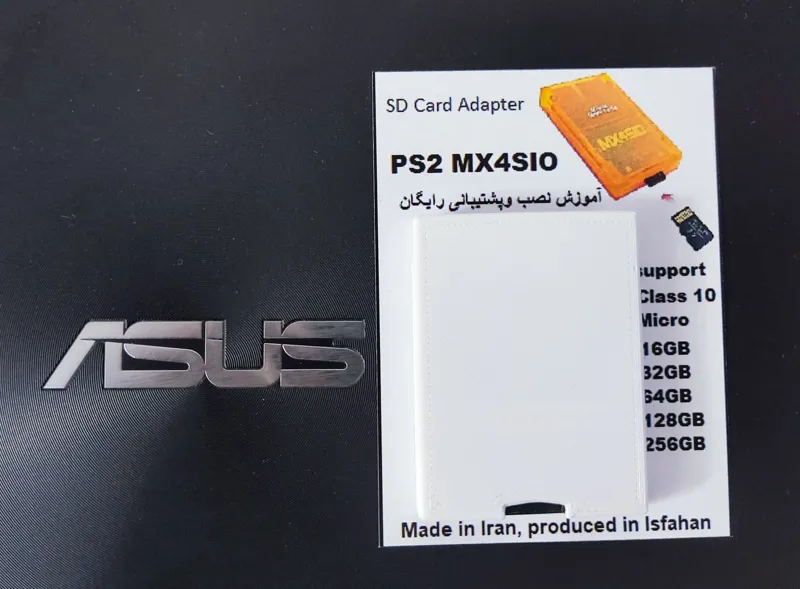 ASUS
SD Card Adapter
PS2 MX4SIO
MX4SIO
آموزش نصب وپشتیبانی رایگان
support
Class 10
Micro
16GB
32GB
64GB
128GB
256GB
Made in Iran, produced in Isfahan